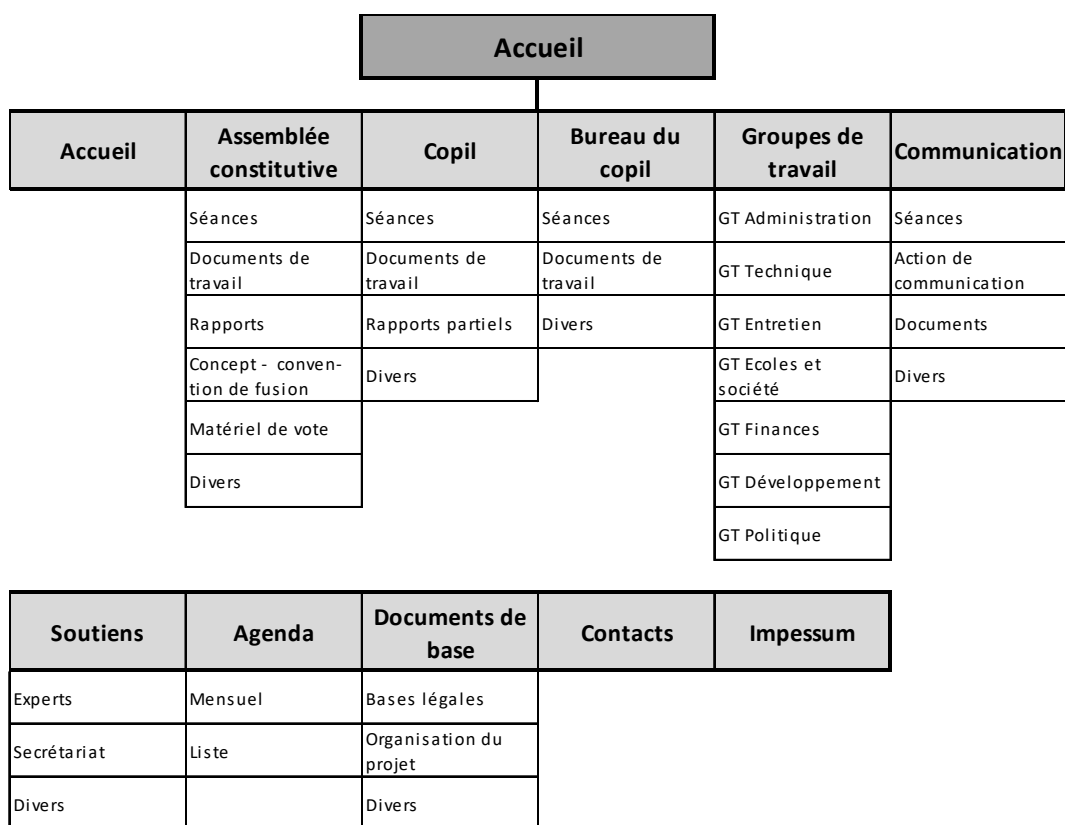 Accueil
Accueil
Assemblée
constitutive
Copil
Bureau du
copil
Groupes de
travail
Communication
Séances
Séances
Séances
GT Administration
Séances
Documents de
travail
Documents de
travail
Documents de
travail
GT Technique
Action de
communication
Rapports
Rapports partiels
Divers
GT Entretien
Documents
Concept - conven-
tion de fusion
Divers
GT Ecoles et
société
Divers
Matériel de vote
GT Finances
Divers
GT Développement
GT Politique
Soutiens
Agenda
Documents de
base
Contacts
Impessum
Experts
Mensuel
Bases légales
Secrétariat
Liste
Organisation du
projet
Divers
Divers